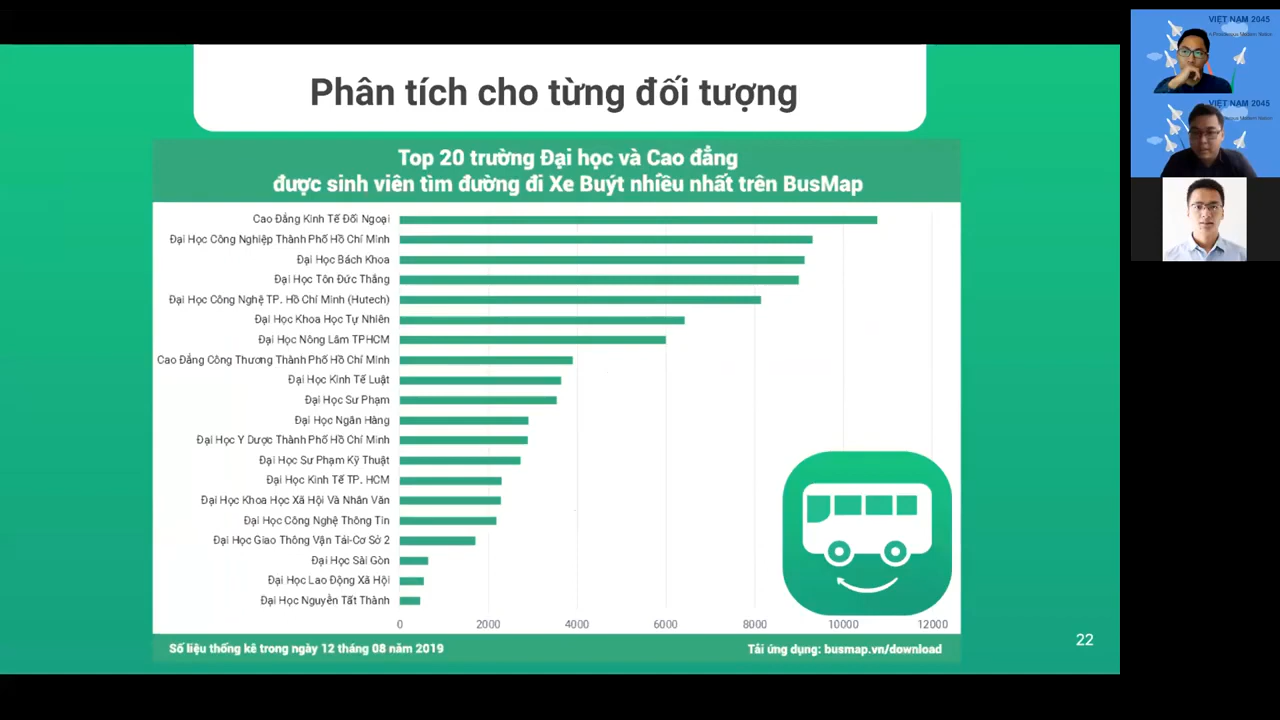 Phân tích cho từng đối tượng
Top 20 trường Đại học và Cao đẳng
được sinh viên tìm đường đi Xe Buýt nhiều nhất trên BusMap
Cao Đẳng Kinh Tế Đối Ngoại
Đại Học Công Nghiệp Thành Phố Hồ Chí Minh
Đại Học Bách Khoa
Đại Học Tôn Đức Thắng
Đại Học Công Nghệ TP. Hồ Chí Minh (Hutech)
Đại Học Khoa Học Tự Nhiên
Đại Học Nông Lâm TPHCM
Cao Đẳng Công Thương Thành Phố Hồ Chí Minh
Đại Học Kinh Tế Luật
Đại Học Sư Phạm
Đại Học Ngân Hàng
Đại Học Y Dược Thành Phố Hồ Chí Minh
Đại Học Sư Phạm Kỹ Thuật
Đại Học Kinh Tế TP. HCM
Đại Học Khoa Học Xã Hội Và Nhân Văn
Đại Học Công Nghệ Thông Tin
Đại Học Giao Thông Vận Tải-Cơ Sở 2
Đại Học Sài Gòn
Đại Học Lao Động Xã Hội
Đại Học Nguyễn Tất Thành
0 2000 4000 6000 8000 10000 12000
Số liệu thống kê trong ngày 12 tháng 08 năm 2019
Tải ứng dụng: busmap.vn/download
22
VIỆT NAM 2045
VIỆT NAM 2045